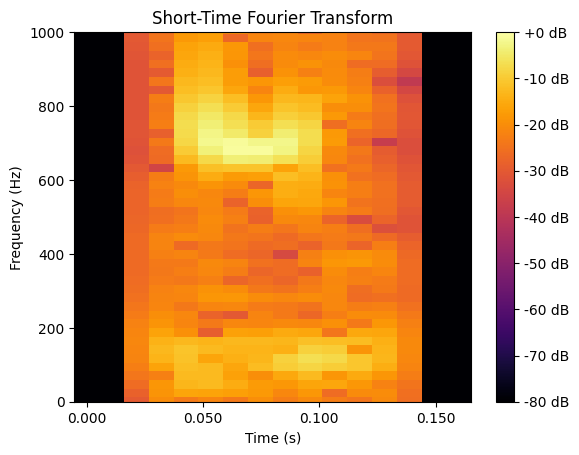 Short-Time Fourier Transform
1000
800
600
400
200
0
Frequency (Hz)
0.000
0.050
0.100
0.150
Time (s)
+0 dB
-10 dB
-20 dB
-30 dB
-40 dB
-50 dB
-60 dB
-70 dB
-80 dB